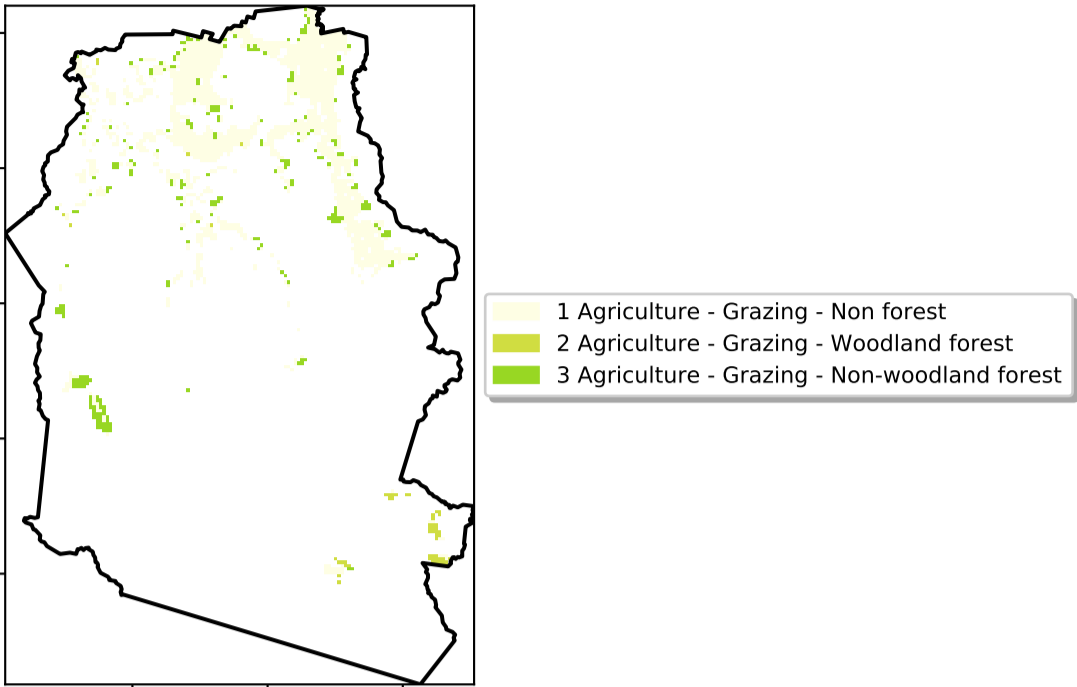 1 Agriculture - Grazing - Non forest
2 Agriculture - Grazing - Woodland forest
3 Agriculture - Grazing - Non-woodland forest